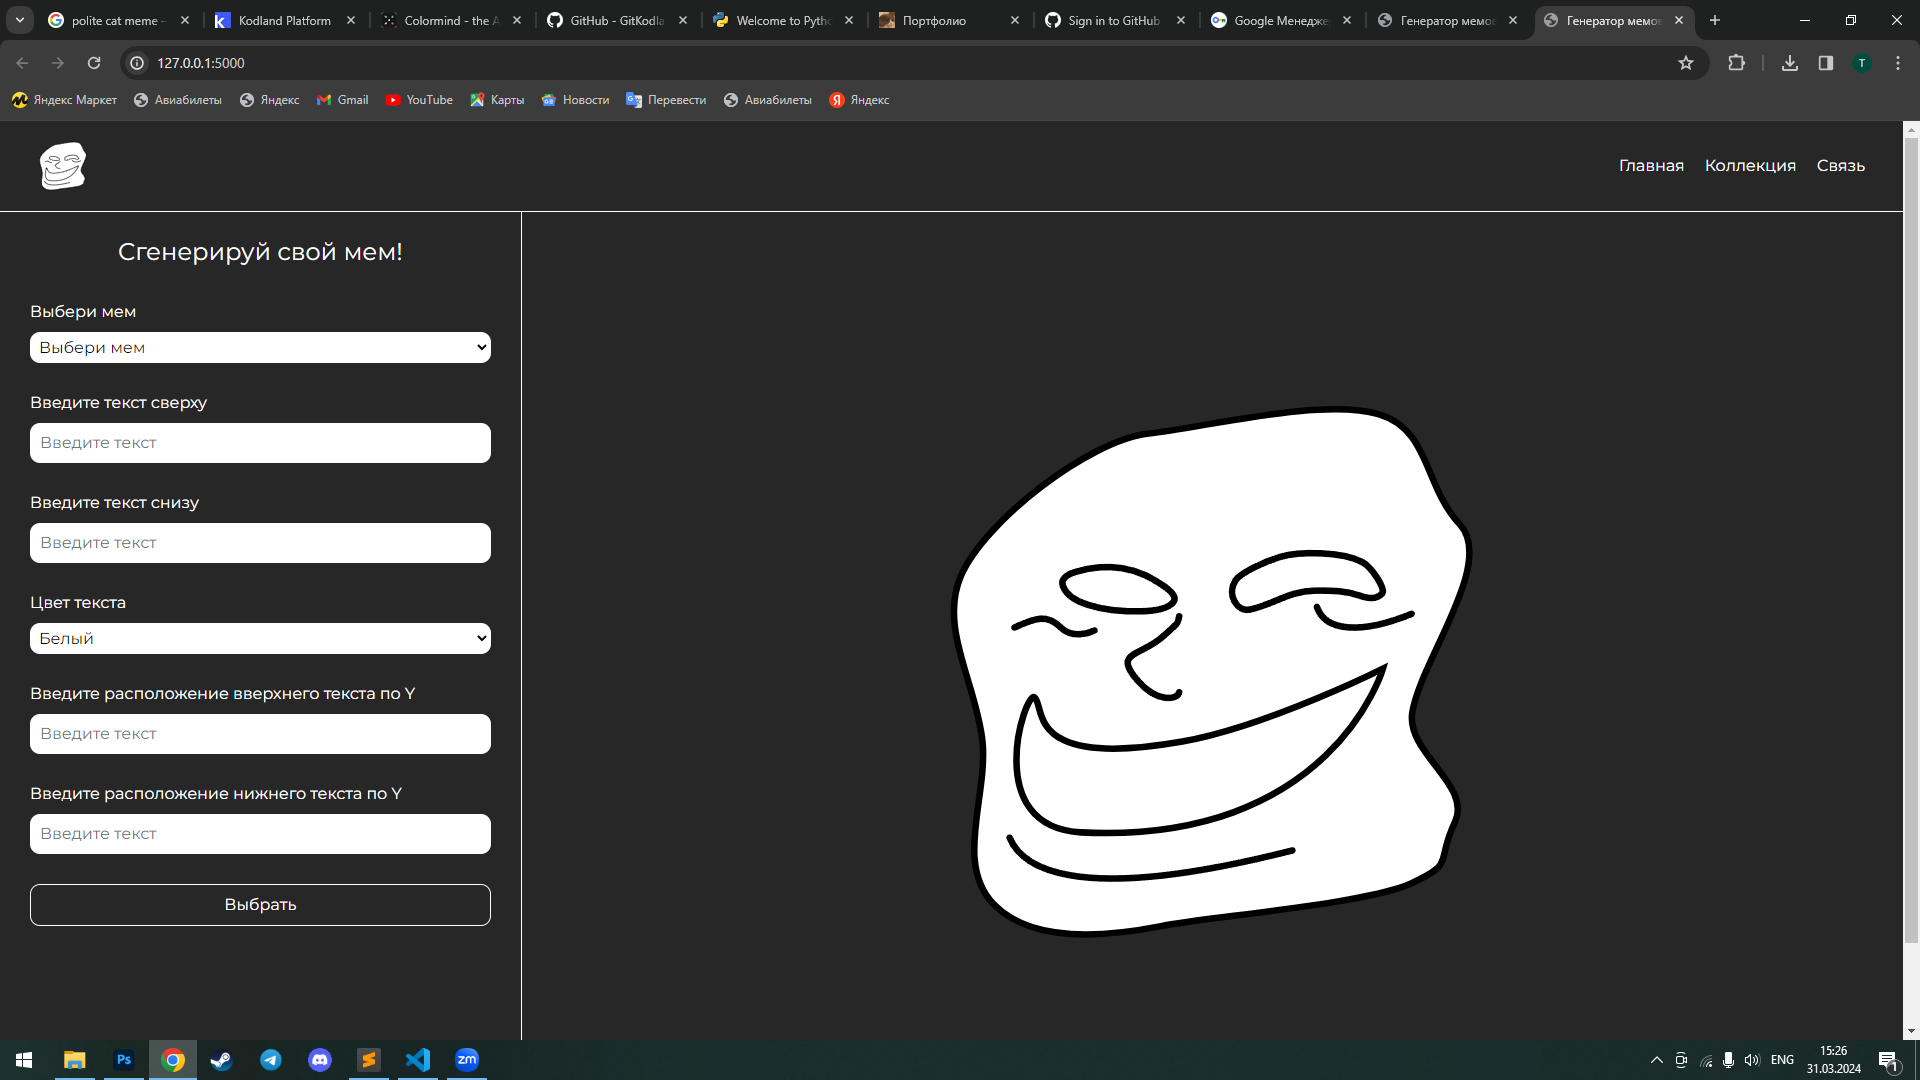 polite cat meme –
Kodland Platform
Colormind - the A
GitHub - GitKodla
Welcome to Pytho
Портфолио
Sign in to GitHub
Google Менедже
Генератор мемо
Генератор мемо
127.0.0.1:5000
T
Яндекс Маркет
Авиабилеты
Яндекс
Gmail
YouTube
Карты
Новости
Перевести
Авиабилеты
Яндекс
Главная
Коллекция
Связь
Сгенерируй свой мем!
Выбери мем
Выбери мем
Введите текст сверху
Введите текст
Введите текст снизу
Введите текст
Цвет текста
Белый
Введите расположение вверхнего текста по Y
Введите текст
Введите расположение нижнего текста по Y
Введите текст
Выбрать
Ps
zm
ENG
15:26
31.03.2024
1